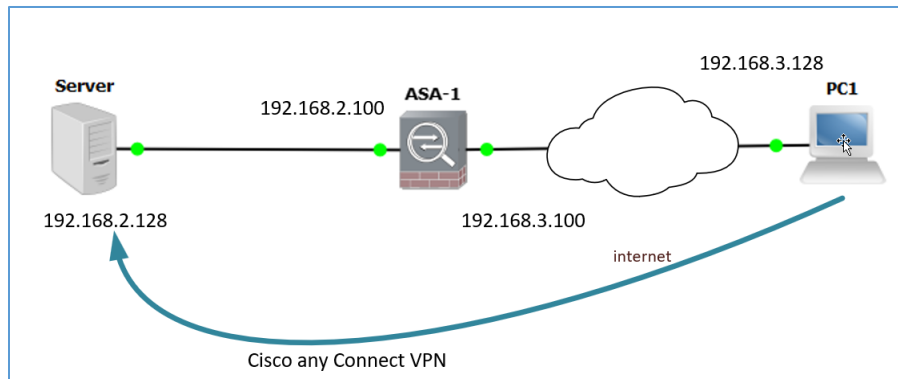 Server
192.168.2.100
ASA-1
192.168.3.128
PC1
192.168.2.128
192.168.3.100
internet
Cisco any Connect VPN